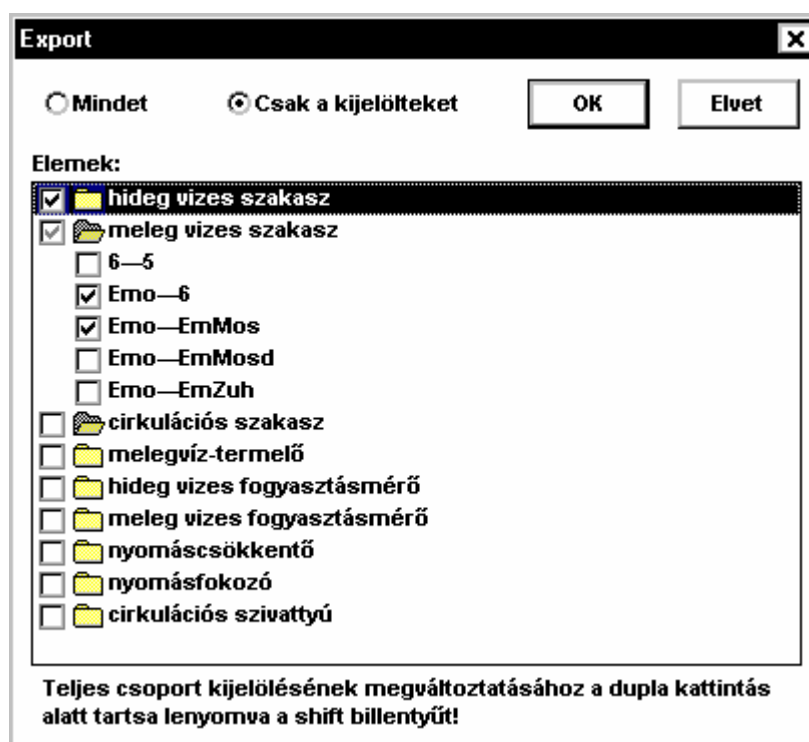 Export
Mindet Csak a kijelölteket OK Elvet
Elemek:
hideg vizes szakasz
meleg vizes szakasz
6—5
Emo—6
Emo—EmMos
Emo—EmMosd
Emo—EmZuh
cirkulációs szakasz
melegvíz-termelő
hideg vizes fogyasztásmérő
meleg vizes fogyasztásmérő
nyomáscsökkentő
nyomásfokozó
cirkulációs szivattyú
Teljes csoport kijelölésének megváltoztatásához a dupla kattintás
alatt tartsa lenyomva a shift billentyűt!